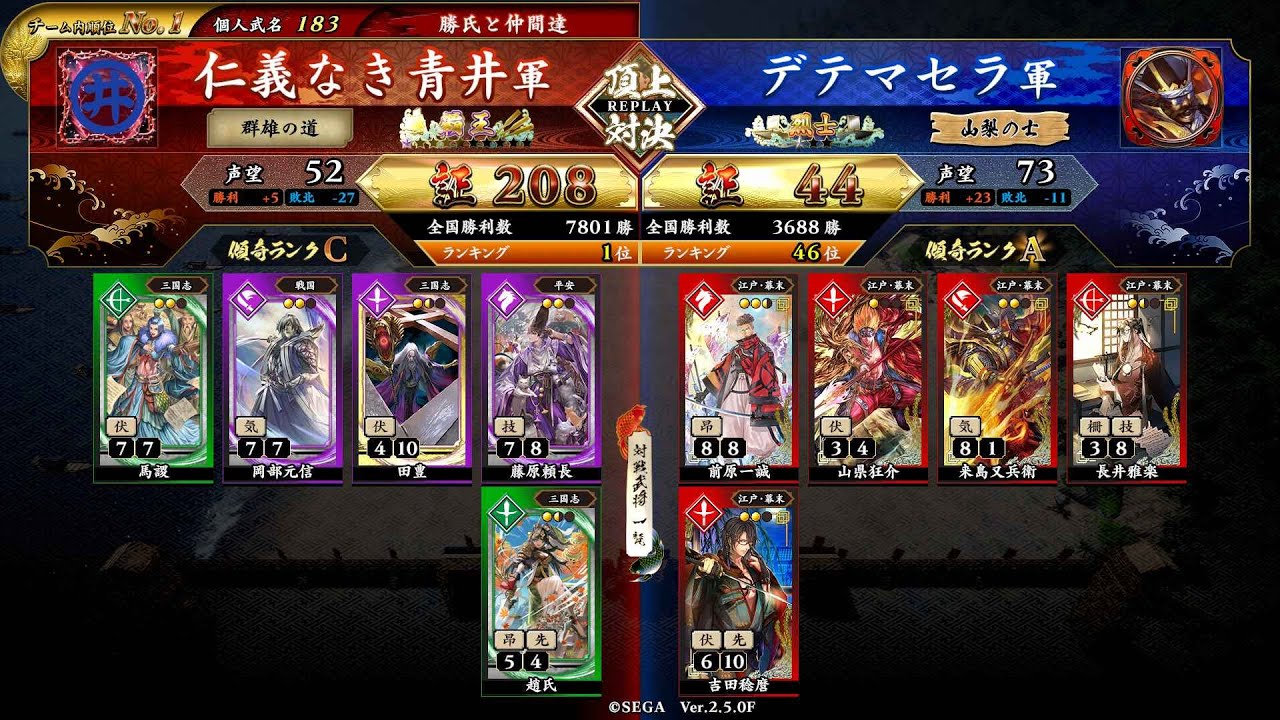 チーム内順位 No.1 個人武名 183 勝氏と仲間達
仁義なき青井軍
頂上
REPLAY
対決
デテマセラ軍
井
群雄の道
覇王
烈士
山梨の士
声望 52
勝利 +5 敗北 -27
証 208
証 44
声望 73
勝利 +23 敗北 -11
全国勝利数 7801勝
全国勝利数 3688勝
傾奇ランクC
ランキング 1位
ランキング 46位
傾奇ランクA
三国志
戦国
三国志
平安
江戸・幕末
江戸・幕末
江戸・幕末
江戸・幕末
伏
7 7
馬謖
気
7 7
岡部元信
伏
4 10
田豊
技
7 8
藤原頼長
昂
8 8
前原一誠
伏
3 4
山県狂介
気
8 1
来島又兵衛
柵 技
3 8
長井雅楽
対戦武将一覧
三国志
昂 先
5 4
趙氏
江戸・幕末
伏 先
6 10
吉田稔麿
©SEGA Ver.2.5.0F